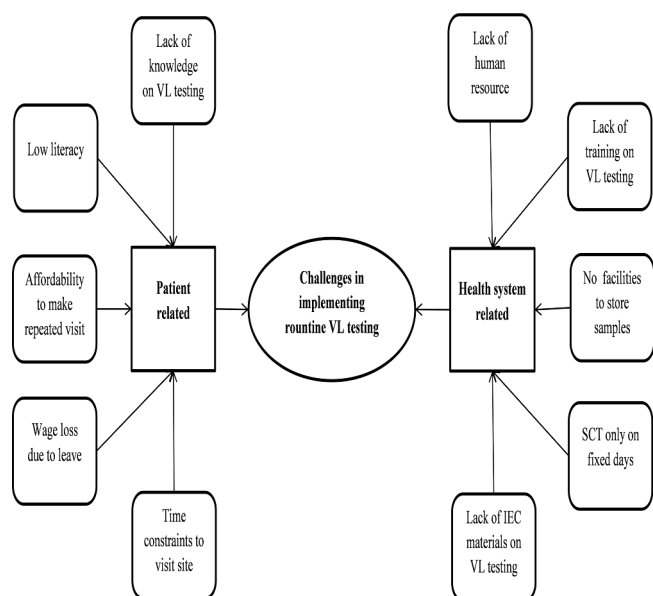 Lack of
knowledge
on VL testing
Low literacy
Affordability
to make
repeated visit
Wage loss
due to leave
Time
constraints to
visit site
Patient
related
Challenges in
implementing
rountine VL testing
Health system
related
Lack of
human
resource
Lack of
training on
VL testing
No facilities
to store
samples
SCT only on
fixed days
Lack of IEC
materials on
VL testing